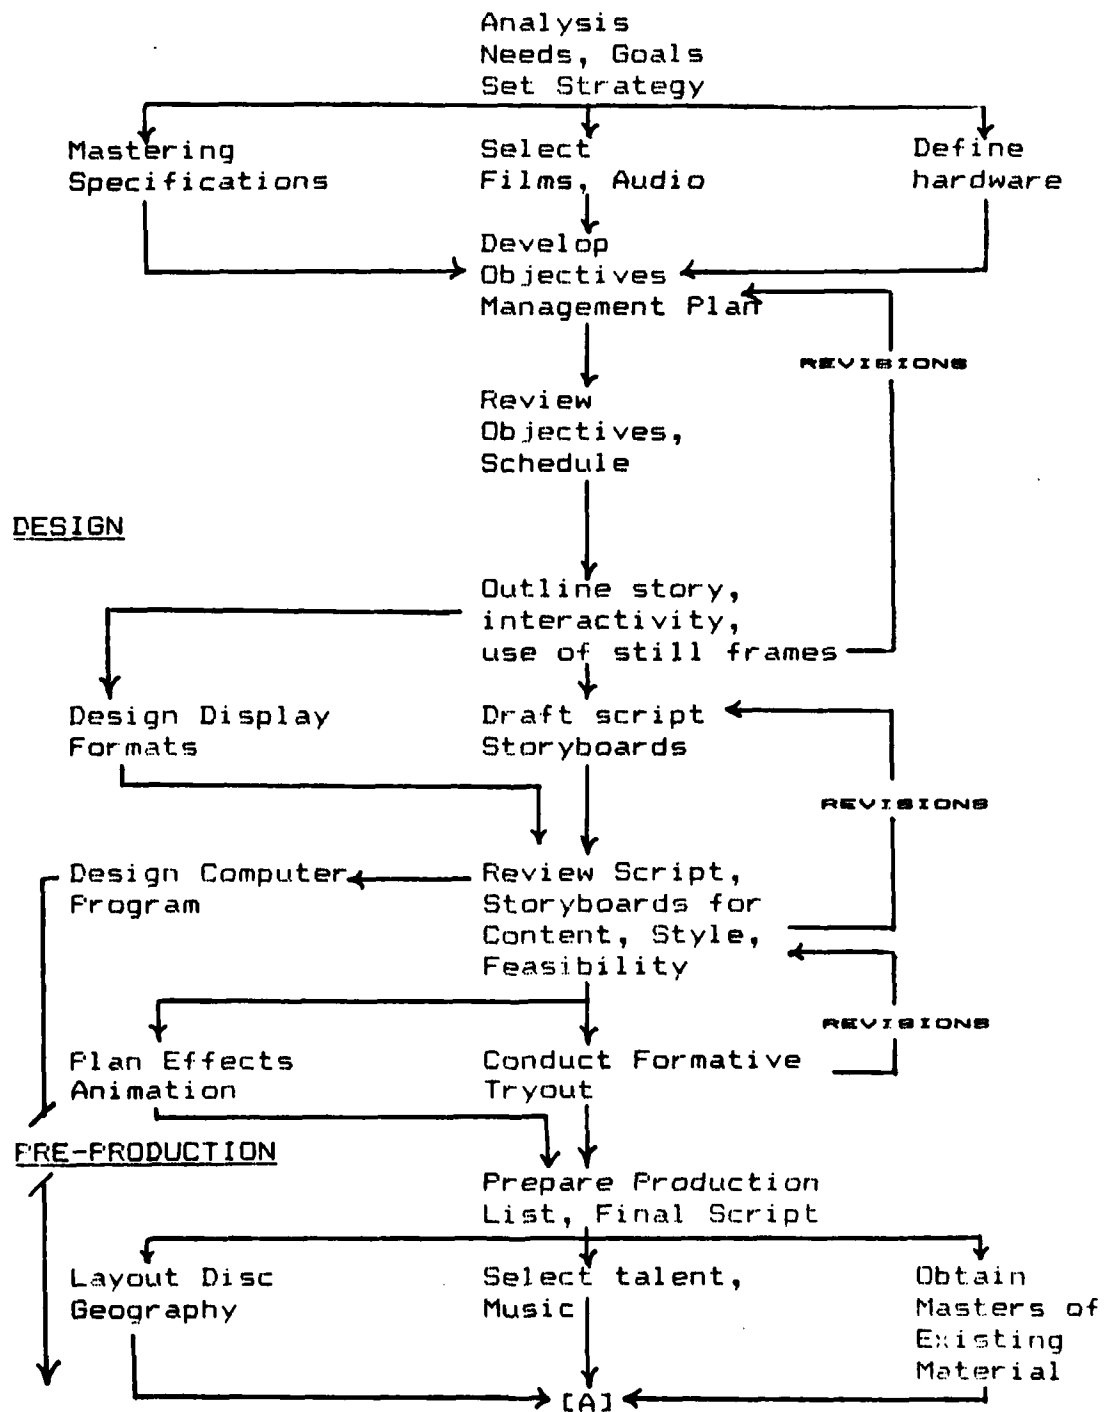 Analysis
Needs, Goals
Set Strategy
Mastering
Specifications
Select
Films, Audio
Define
hardware
Develop
Objectives
Management Plan
REVISIONS
Review
Objectives,
Schedule
DESIGN
Outline story,
interactivity,
use of still frames
Design Display
Formats
Draft script
Storyboards
REVISIONS
Design Computer
Program
Review Script,
Storyboards for
Content, Style,
Feasibility
REVISIONS
Plan Effects
Animation
Conduct Formative
Tryout
PRE-PRODUCTION
Prepare Production
List, Final Script
Layout Disc
Geography
Select talent,
Music
Obtain
Masters of
Existing
Material
[A]